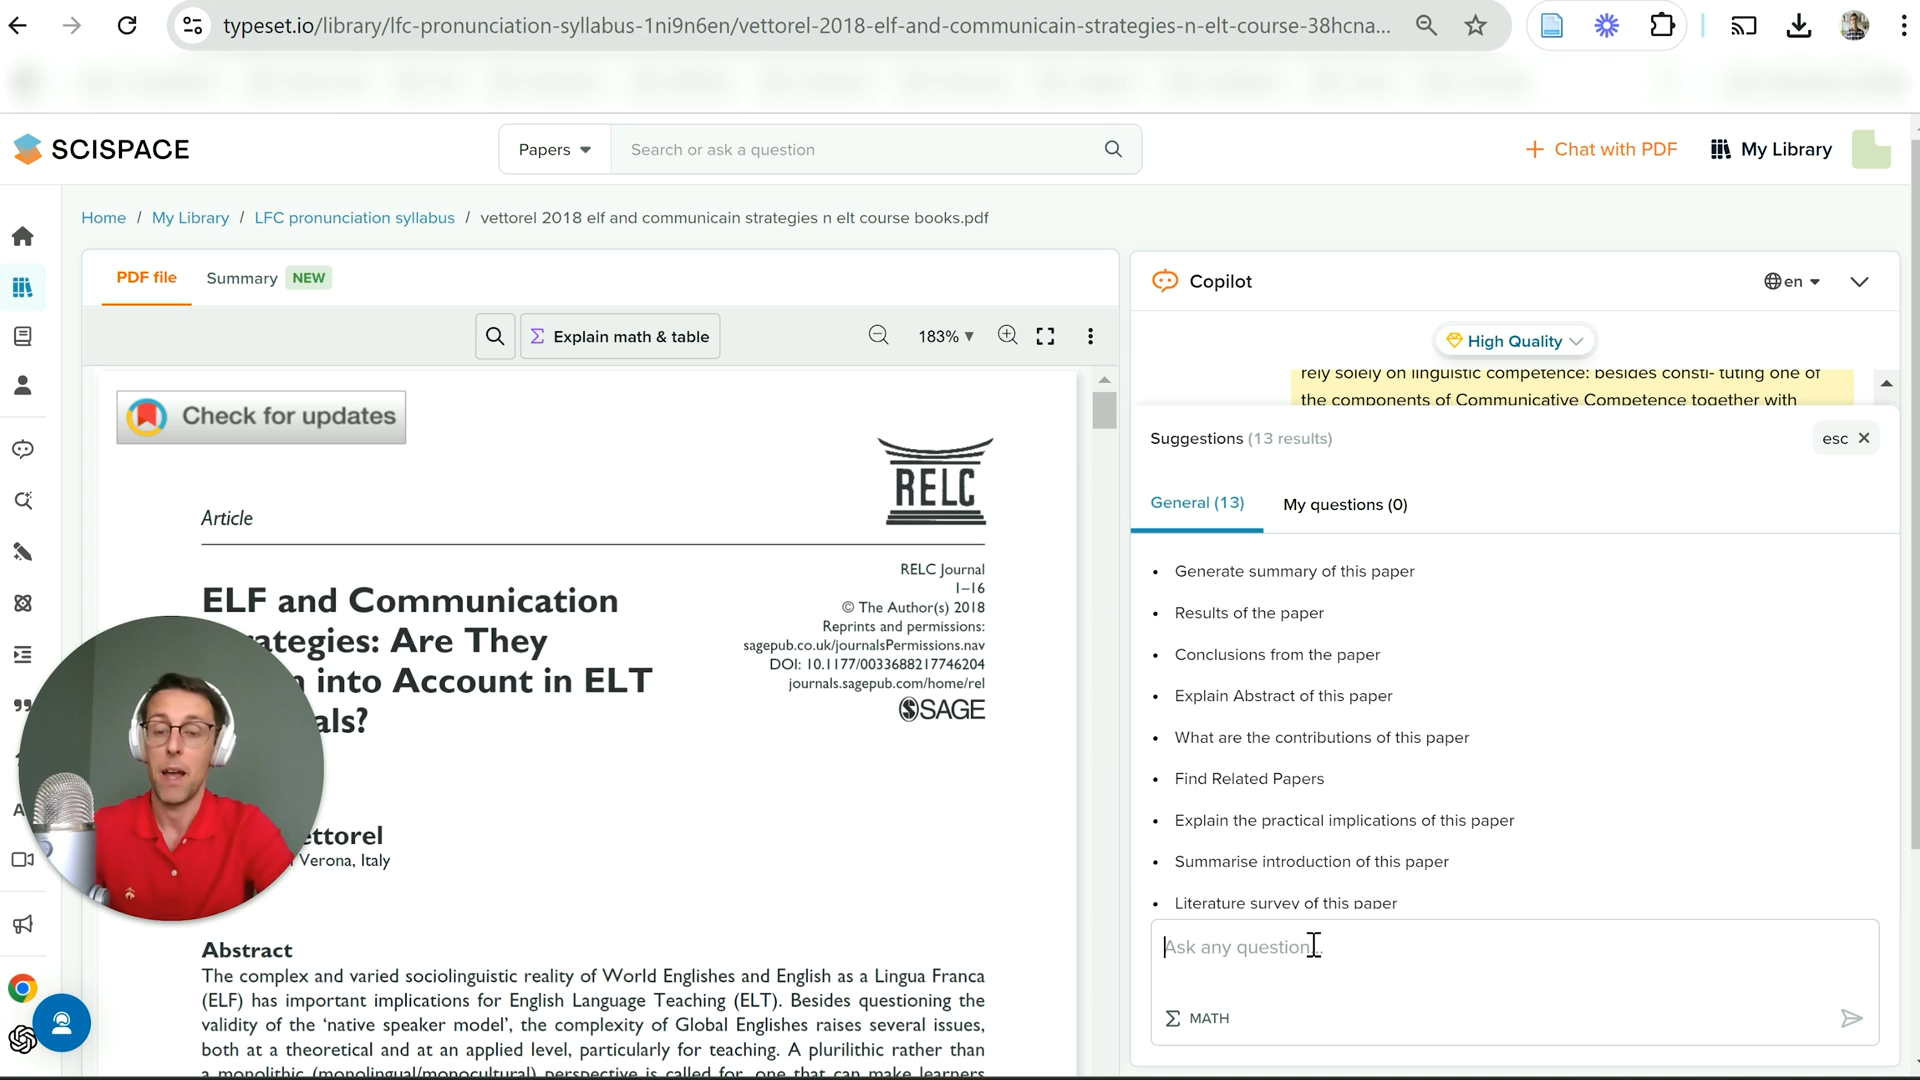 typeset.io/library/lfc-pronunciation-syllabus-1ni9n6en/vettorel-2018-elf-and-communicain-strategies-n-elt-course-38hcna...
SCISPACE
Papers
Search or ask a question
Chat with PDF
My Library
Home / My Library / LFC pronunciation syllabus / vettorel 2018 elf and communicain strategies n elt course books.pdf
PDF file
Summary NEW
Explain math & table
183%
Check for updates
RELC
Article
RELC Journal
1–16
© The Author(s) 2018
Reprints and permissions:
sagepub.co.uk/journalsPermissions.nav
DOI: 10.1177/0033688217746204
journals.sagepub.com/home/rel
SAGE
ELF and Communication
ategies: Are They
into Account in ELT
als?
ettorel
Verona, Italy
Abstract
The complex and varied sociolinguistic reality of World Englishes and English as a Lingua Franca
(ELF) has important implications for English Language Teaching (ELT). Besides questioning the
validity of the ‘native speaker model’, the complexity of Global Englishes raises several issues,
both at a theoretical and at an applied level, particularly for teaching. A plurilithic rather than
a monolithic (monolingual/monocultural) perspective is called for, one that can make learners
Copilot
en
High Quality
rely solely on linguistic competence: besides consti- tuting one of
the components of Communicative Competence together with
Suggestions (13 results)
esc ×
General (13)
My questions (0)
• Generate summary of this paper
• Results of the paper
• Conclusions from the paper
• Explain Abstract of this paper
• What are the contributions of this paper
• Find Related Papers
• Explain the practical implications of this paper
• Summarise introduction of this paper
• Literature survey of this paper
Ask any question...
Σ MATH